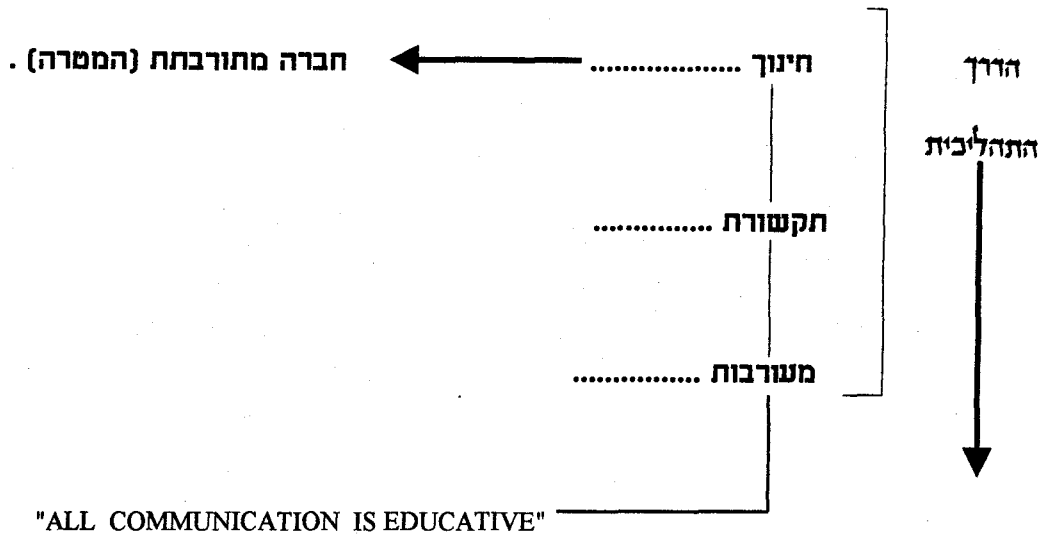 הדרך
התהליכית
חינוך .................. חברה מתורבתת (המטרה) .
תקשורת ...............
מעורבות ................
"ALL COMMUNICATION IS EDUCATIVE"